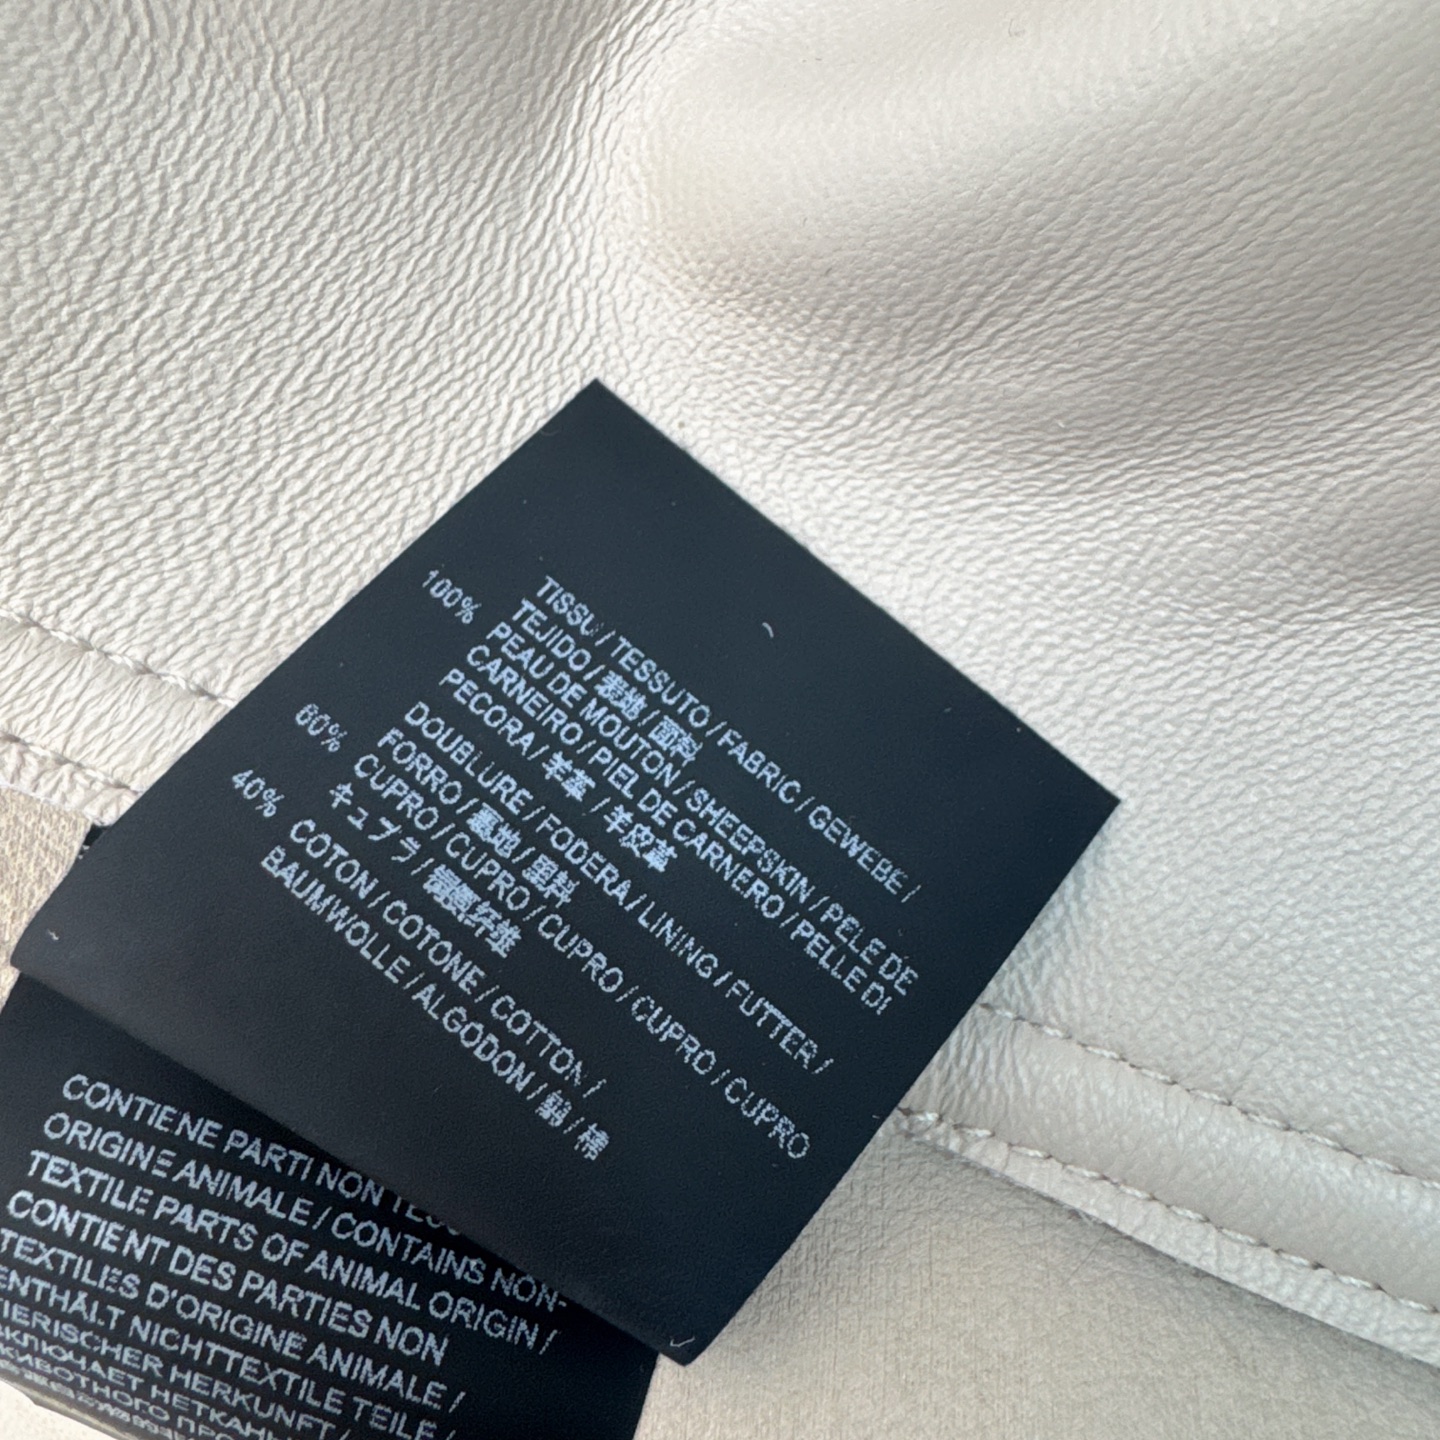 TISSU / TESSUTO / FABRIC / GEWEBE /
TEJIDO / 表地 / 面料
100% PEAU DE MOUTON / SHEEPSKIN / PELE DE
CARNEIRO / PIEL DE CARNERO / PELLE DI
PECORA / 羊革 / 羊皮革
DOUBLURE / FODERA / LINING / FUTTER /
FORRO / 裏地 / 里料
60% CUPRO / CUPRO / CUPRO / CUPRO / CUPRO
キュプラ / 铜氨纤维
40% COTON / COTONE / COTTON /
BAUMWOLLE / ALGODON / 綿 / 棉
CONTIENE PARTI NON
ORIGINE ANIMALE / CONTAINS NON-
TEXTILE PARTS OF ANIMAL ORIGIN /
CONTIENT DES PARTIES NON
TEXTILES D'ORIGINE ANIMALE /
ENTHÄLT NICHTTEXTILE TEILE
TIERISCHER HERKUNFT /
ВКЛЮЧАЕТ
ЖИВОТНОГО